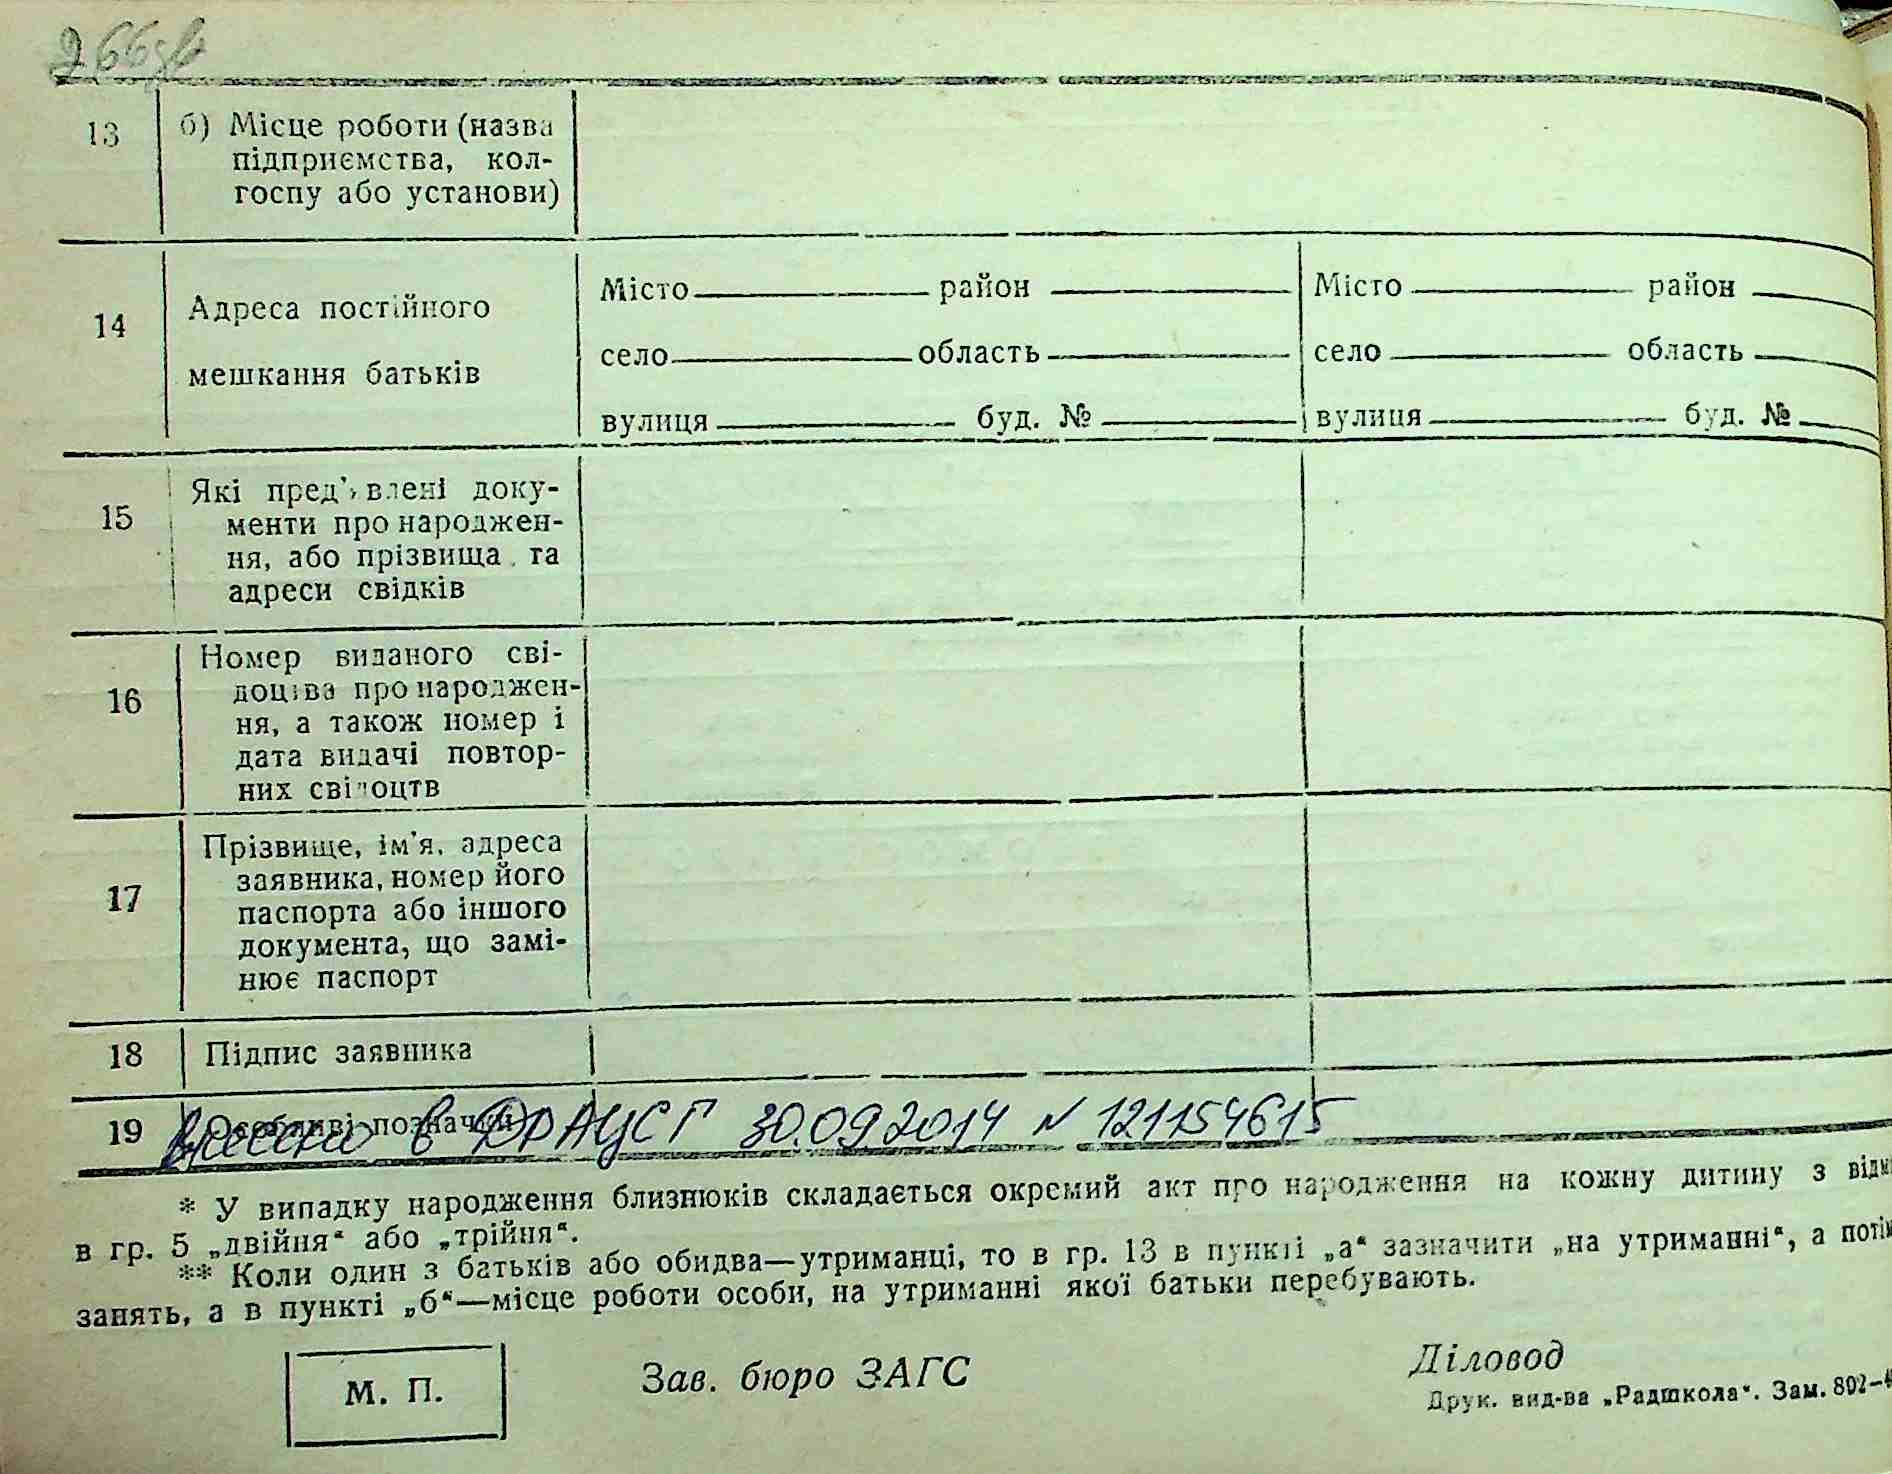 266зв
13 б) Місце роботи (назва
підприємства, кол-
госпу або установи)
14 Адреса постійного
мешкання батьків
Місто район Місто район
село область село область
вулиця буд. № вулиця буд. №
15 Які пред'явлені доку-
менти про народжен-
ня, або прізвища та
адреси свідків
16 Номер виданого сві-
доцтва про народжен-
ня, а також номер і
дата видачі повтор-
них свідоцтв
17 Прізвище, ім'я, адреса
заявника, номер його
паспорта або іншого
документа, що замі-
нює паспорт
18 Підпис заявника
19 Особливі позначки
внесено в ДРАЦСГ 30.09.2014 № 121154615
* У випадку народження близнюків складається окремий акт про народження на кожну дитину з відм
в гр. 5 „двійня“ або „трійня“.
** Коли один з батьків або обидва—утриманці, то в гр. 13 в пункті „а“ зазначити „на утриманні“, а потім
занять, а в пункті „б“—місце роботи особи, на утриманні якої батьки перебувають.
М. П. Зав. бюро ЗАГС Діловод
Друк. вид-ва „Радшкола“. Зам. 892-4